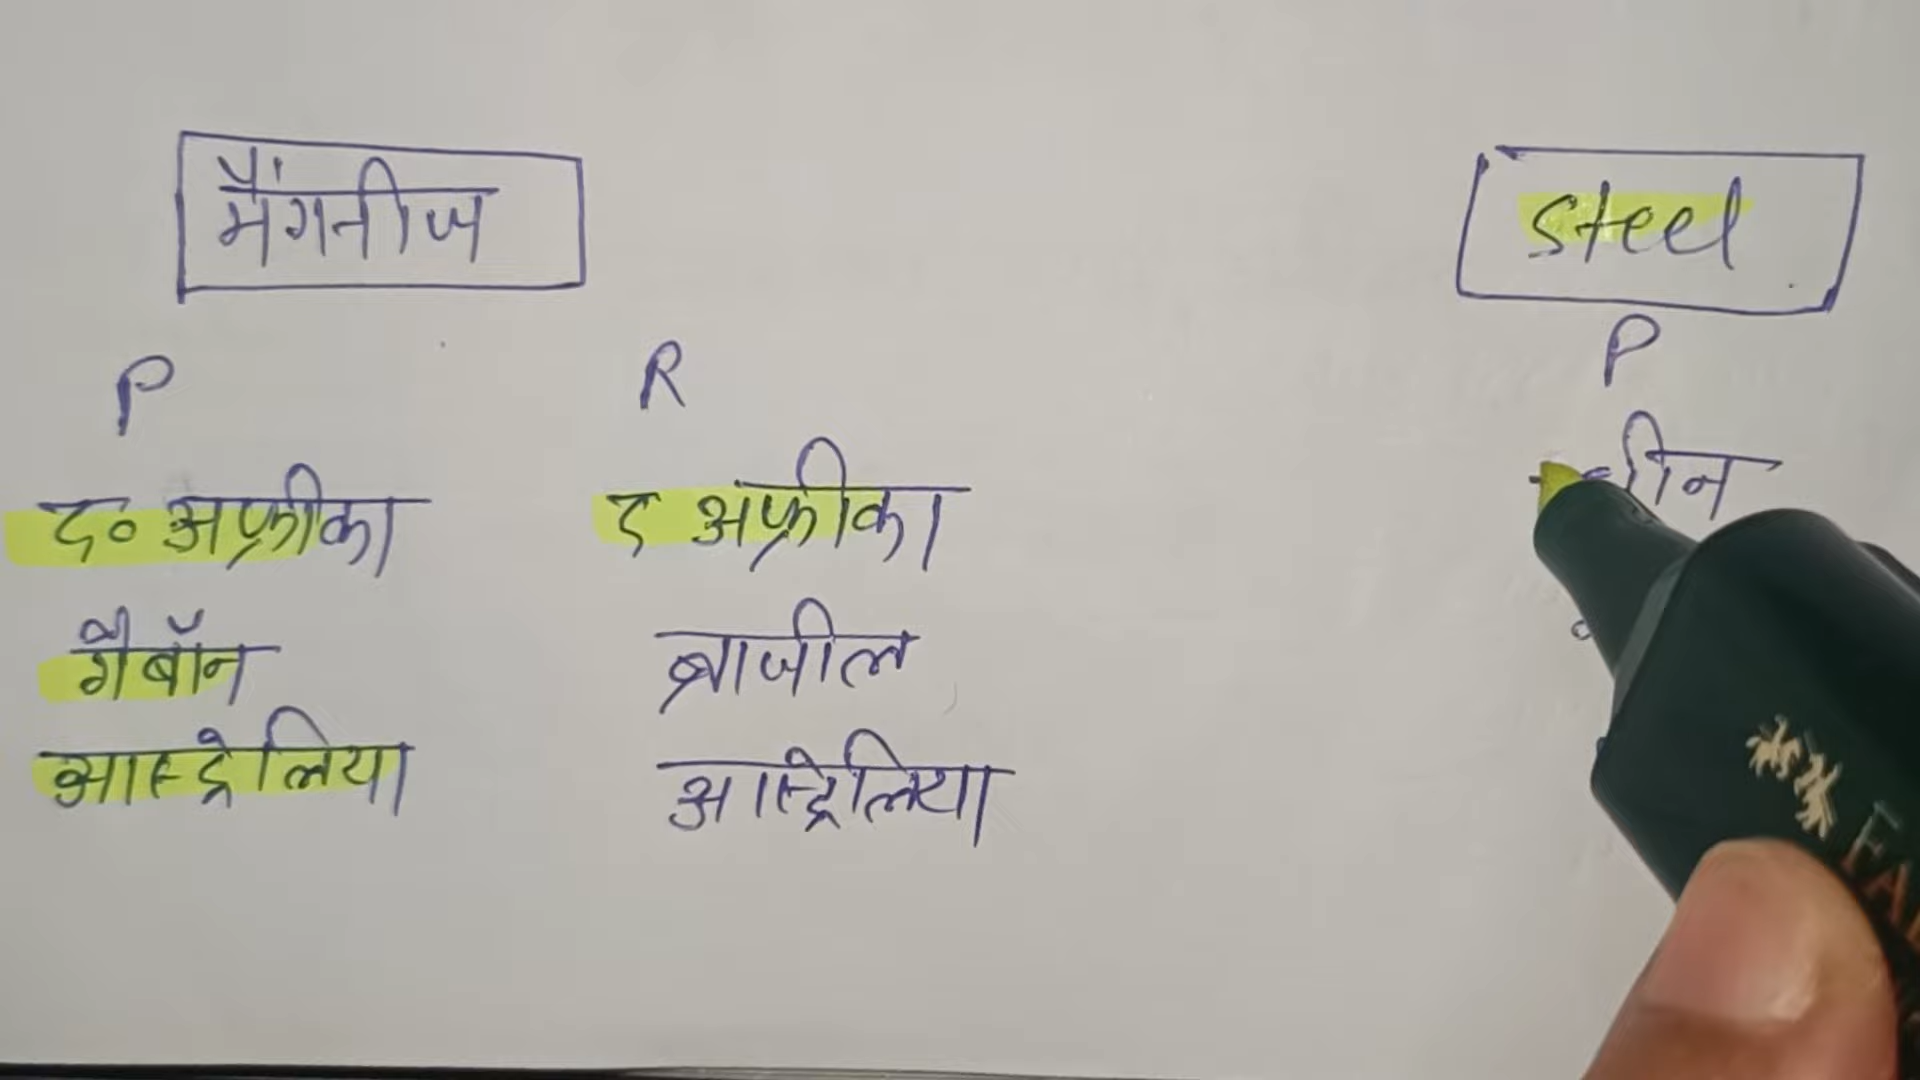 मैंगनीज
P
R
द० अफ्रीका
द अफ्रीका
गैबॉन
ब्राजील
आस्ट्रेलिया
आस्ट्रेलिया
steel
P